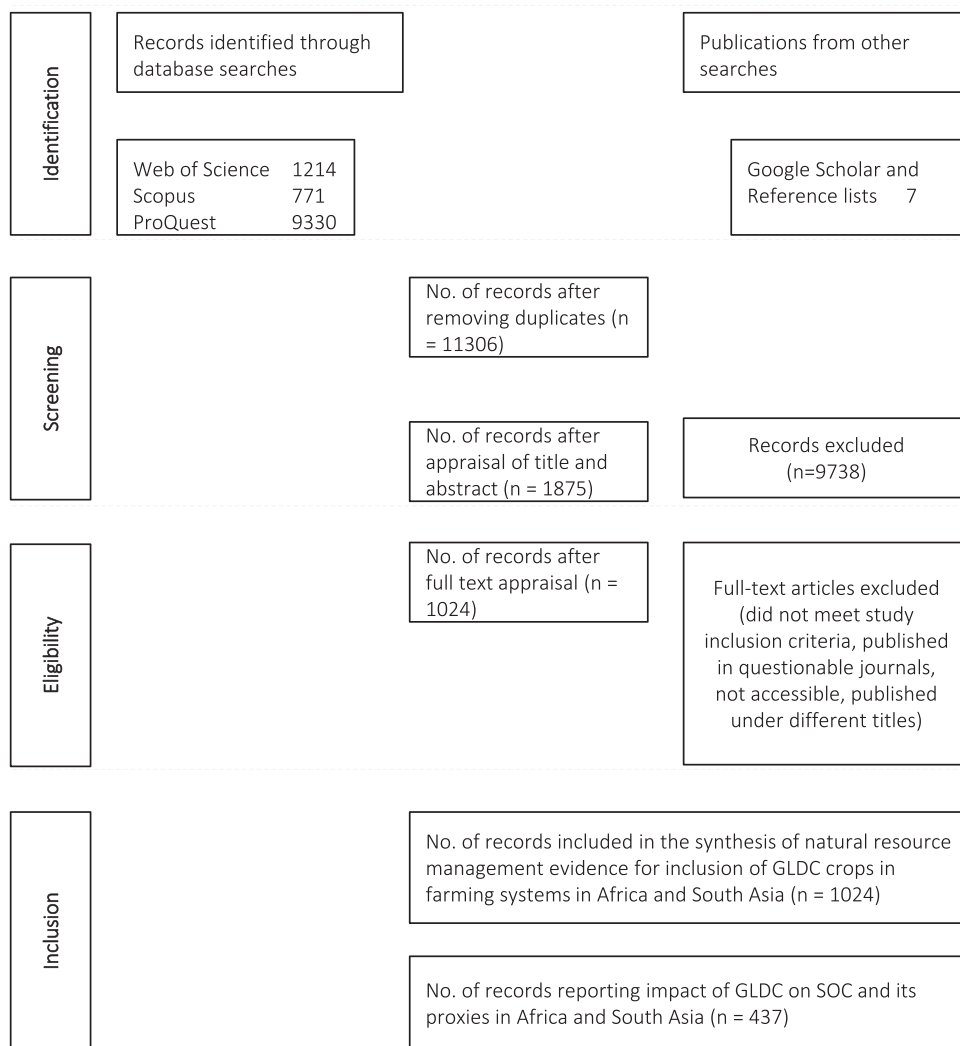 Identification
Records identified through
database searches
Publications from other
searches
Web of Science 1214
Scopus 771
ProQuest 9330
Google Scholar and
Reference lists 7
Screening
No. of records after
removing duplicates (n
= 11306)
No. of records after
appraisal of title and
abstract (n = 1875)
Records excluded
(n=9738)
Eligibility
No. of records after
full text appraisal (n =
1024)
Full-text articles excluded
(did not meet study
inclusion criteria, published
in questionable journals,
not accessible, published
under different titles)
Inclusion
No. of records included in the synthesis of natural resource
management evidence for inclusion of GLDC crops in
farming systems in Africa and South Asia (n = 1024)
No. of records reporting impact of GLDC on SOC and its
proxies in Africa and South Asia (n = 437)